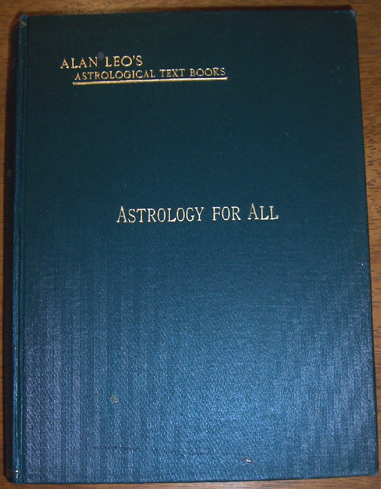 ALAN LEO'S
ASTROLOGICAL TEXT BOOKS
ASTROLOGY FOR ALL